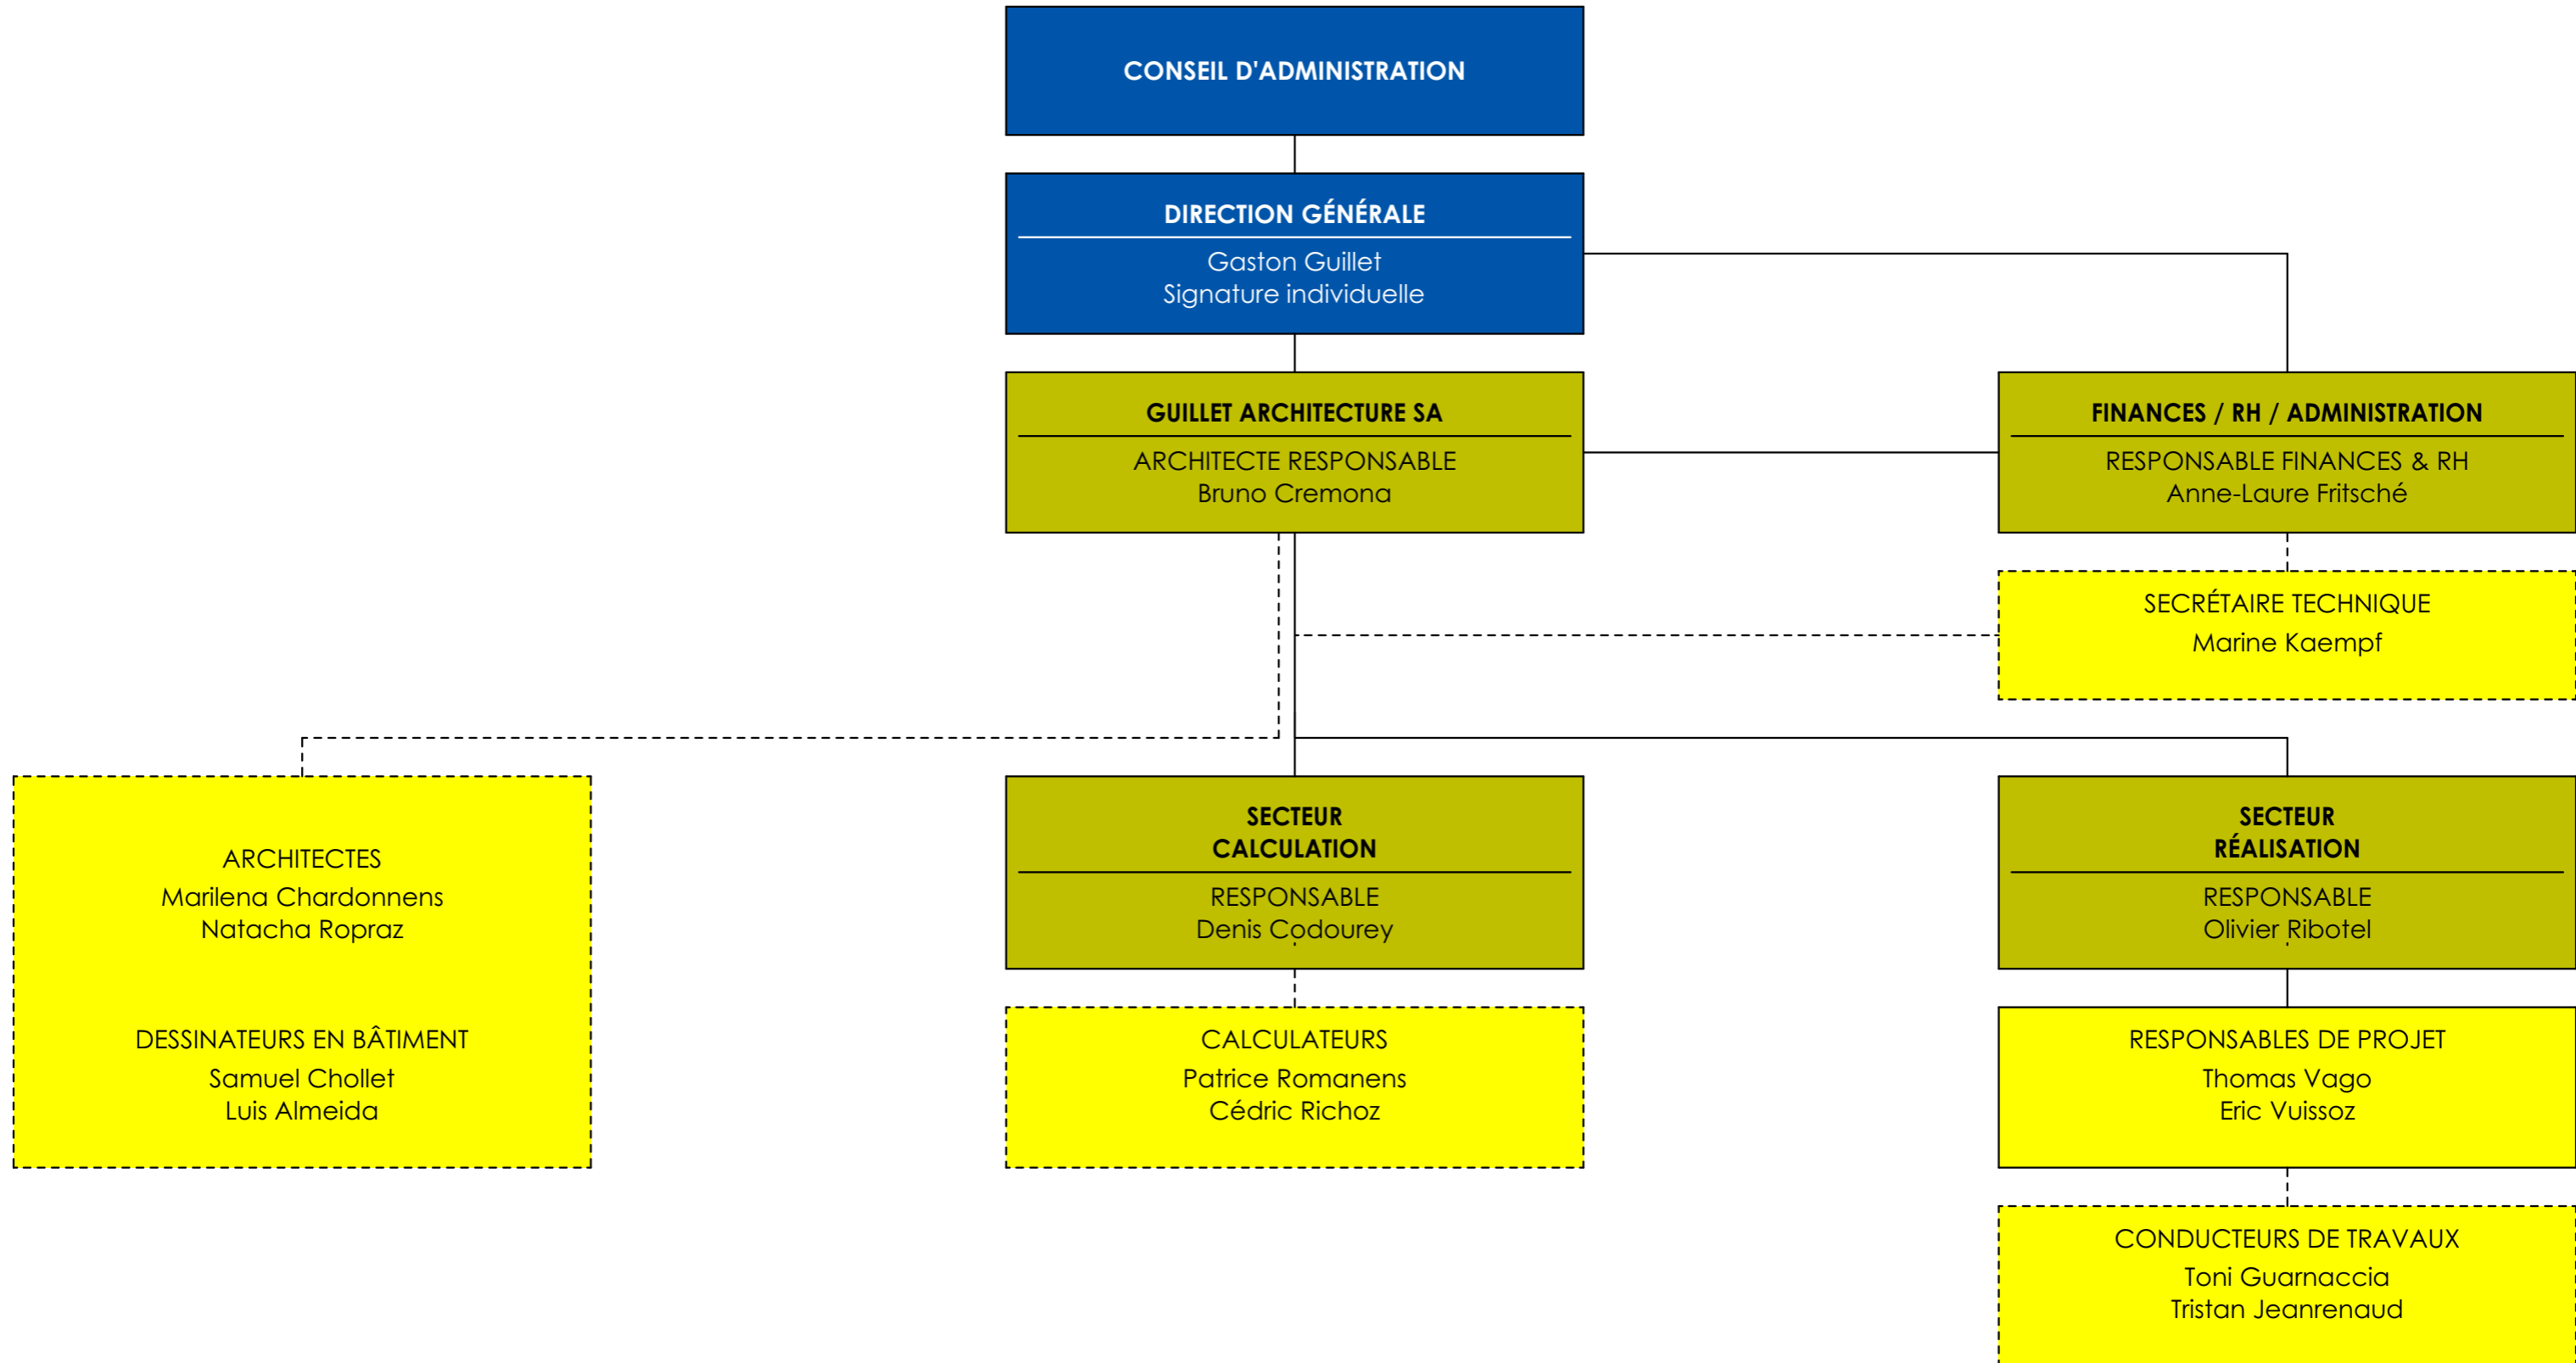 CONSEIL D'ADMINISTRATION
DIRECTION GÉNÉRALE
Gaston Guillet
Signature individuelle
GUILLET ARCHITECTURE SA
ARCHITECTE RESPONSABLE
Bruno Cremona
FINANCES / RH / ADMINISTRATION
RESPONSABLE FINANCES & RH
Anne-Laure Fritsché
SECRÉTAIRE TECHNIQUE
Marine Kaempf
ARCHITECTES
Marilena Chardonnens
Natacha Ropraz
DESSINATEURS EN BÂTIMENT
Samuel Chollet
Luis Almeida
SECTEUR
CALCULATION
RESPONSABLE
Denis Codourey
CALCULATEURS
Patrice Romanens
Cédric Richoz
SECTEUR
RÉALISATION
RESPONSABLE
Olivier Ribotel
RESPONSABLES DE PROJET
Thomas Vago
Eric Vuissoz
CONDUCTEURS DE TRAVAUX
Toni Guarnaccia
Tristan Jeanrenaud